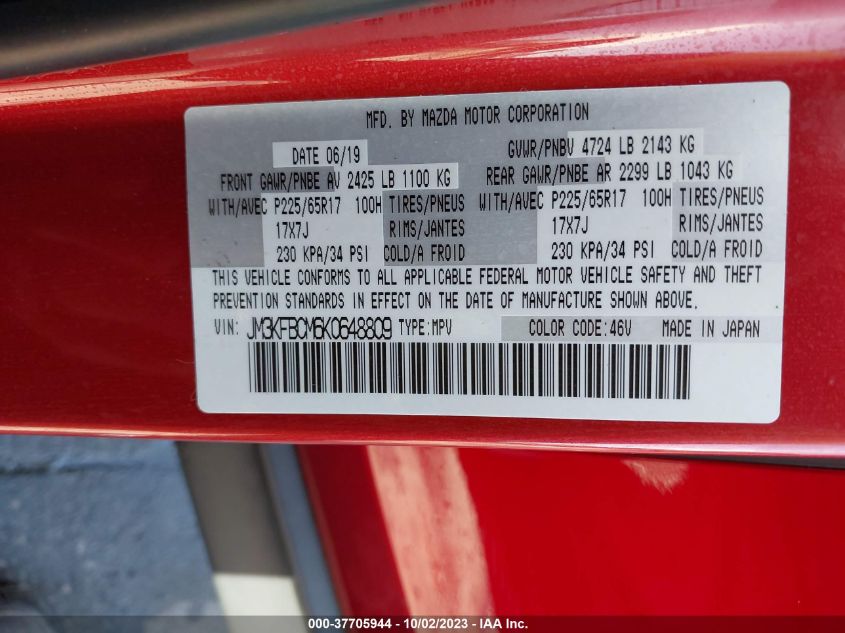 MFD. BY MAZDA MOTOR CORPORATION
DATE 06/19 GVWR/PNBV 4724 LB 2143 KG
FRONT GAWR/PNBE AV 2425 LB 1100 KG REAR GAWR/PNBE AR 2299 LB 1043 KG
WITH/AVEC P225/65R17 100H TIRES/PNEUS WITH/AVEC P225/65R17 100H TIRES/PNEUS
17X7J RIMS/JANTES 17X7J RIMS/JANTES
230 KPA/34 PSI COLD/A FROID 230 KPA/34 PSI COLD/A FROID
THIS VEHICLE CONFORMS TO ALL APPLICABLE FEDERAL MOTOR VEHICLE SAFETY AND THEFT
PREVENTION STANDARDS IN EFFECT ON THE DATE OF MANUFACTURE SHOWN ABOVE.
VIN: JM3KFBCM6K0648809 TYPE:MPV COLOR CODE:46V MADE IN JAPAN
000-37705944 - 10/02/2023 - IAA Inc.